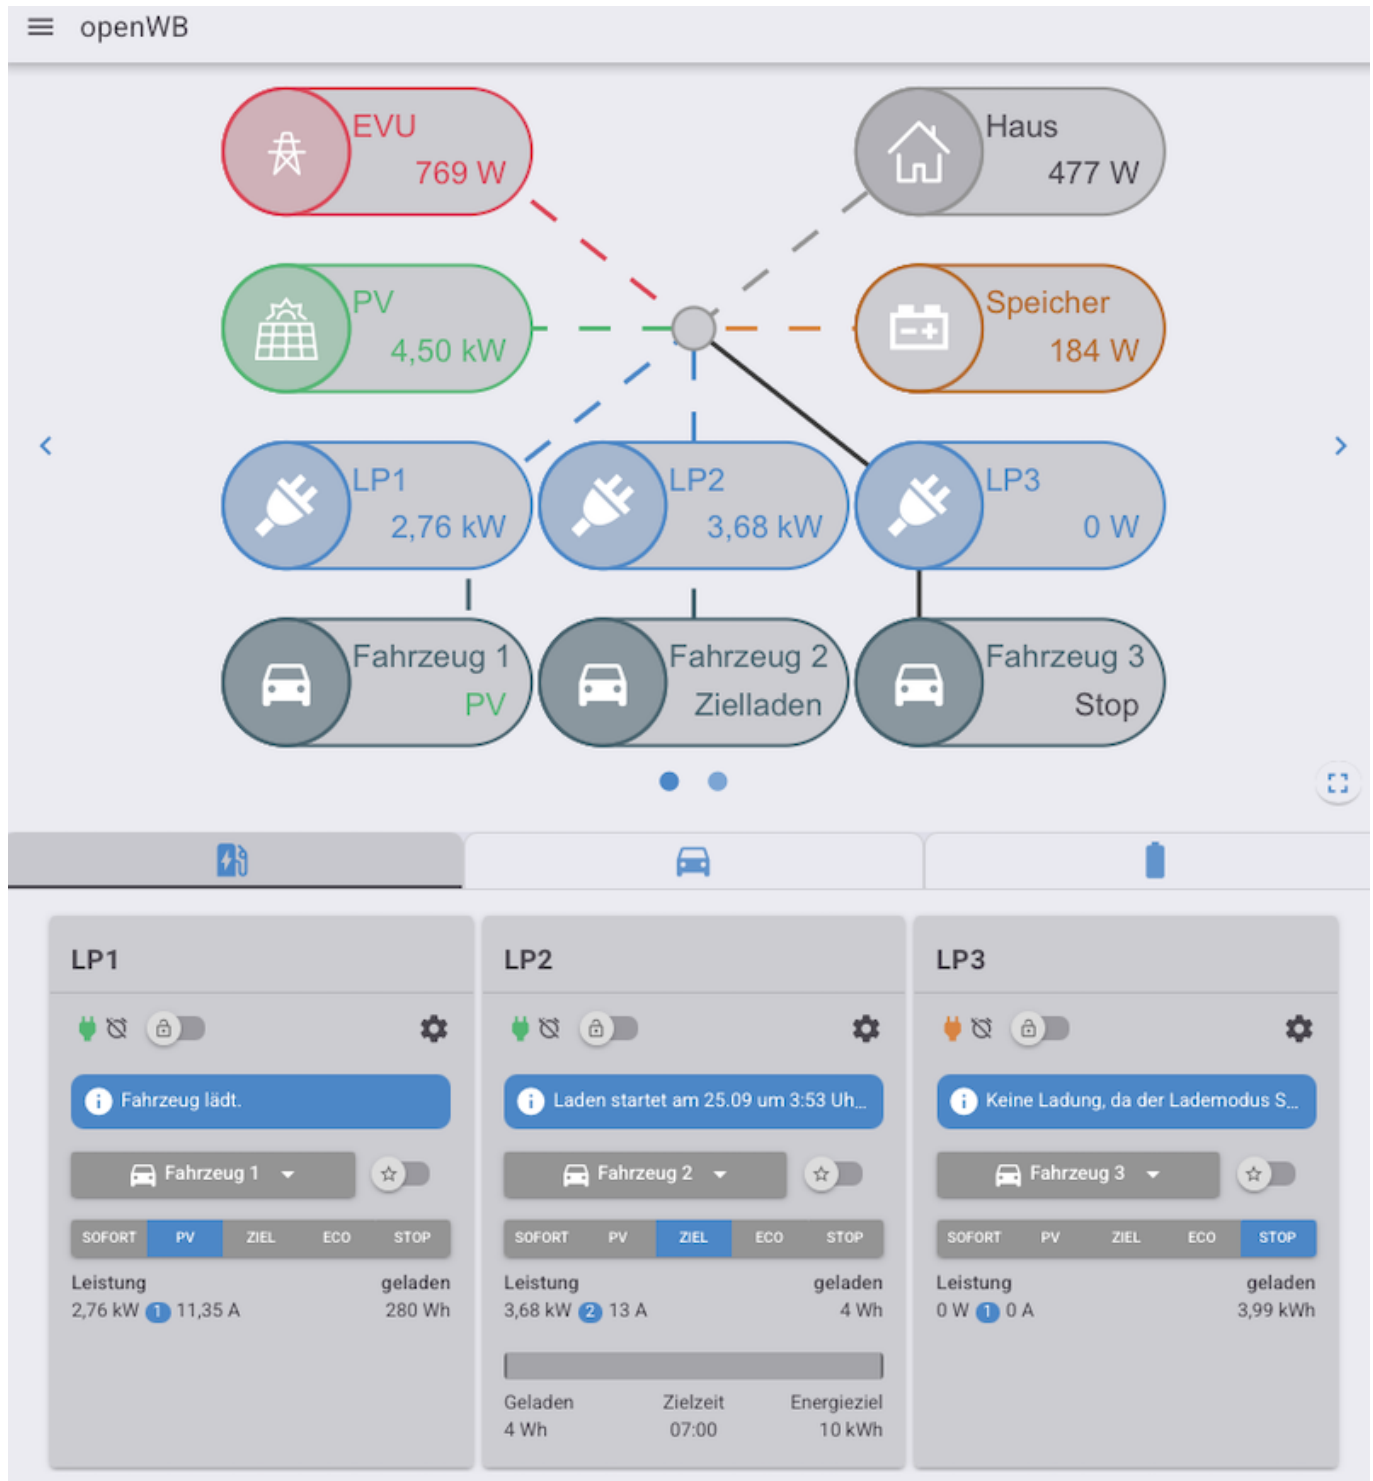 openWB
EVU
769 W
Haus
477 W
PV
4,50 kW
Speicher
184 W
LP1
2,76 kW
LP2
3,68 kW
LP3
0 W
Fahrzeug 1
PV
Fahrzeug 2
Zielladen
Fahrzeug 3
Stop
LP1
Fahrzeug lädt.
Fahrzeug 1
SOFORT PV ZIEL ECO STOP
Leistung geladen
2,76 kW 1 11,35 A 280 Wh
LP2
Laden startet am 25.09 um 3:53 Uh...
Fahrzeug 2
SOFORT PV ZIEL ECO STOP
Leistung geladen
3,68 kW 2 13 A 4 Wh
Geladen Zielzeit Energieziel
4 Wh 07:00 10 kWh
LP3
Keine Ladung, da der Lademodus S...
Fahrzeug 3
SOFORT PV ZIEL ECO STOP
Leistung geladen
0 W 1 0 A 3,99 kWh